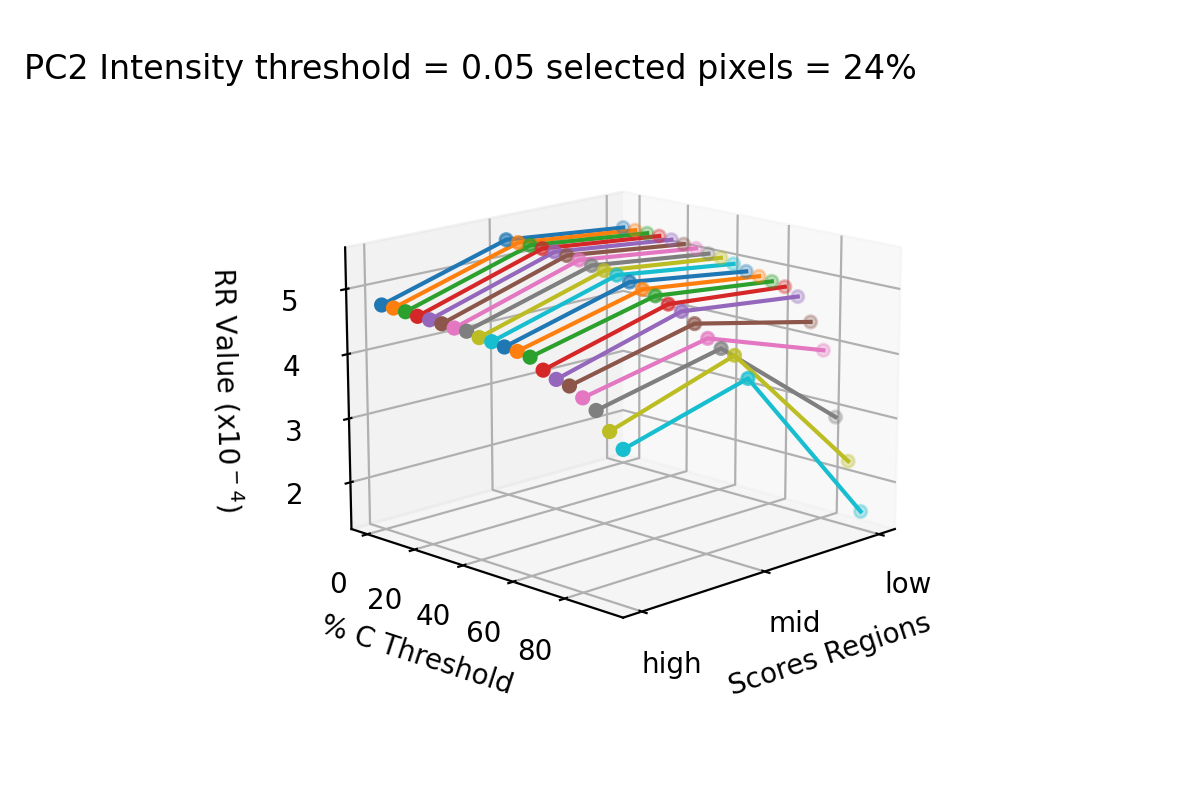 PC2 Intensity threshold = 0.05 selected pixels = 24%
RR Value (x10⁻⁴)
5
4
3
2
0
20
40
60
80
% C Threshold
high
mid
low
Scores Regions